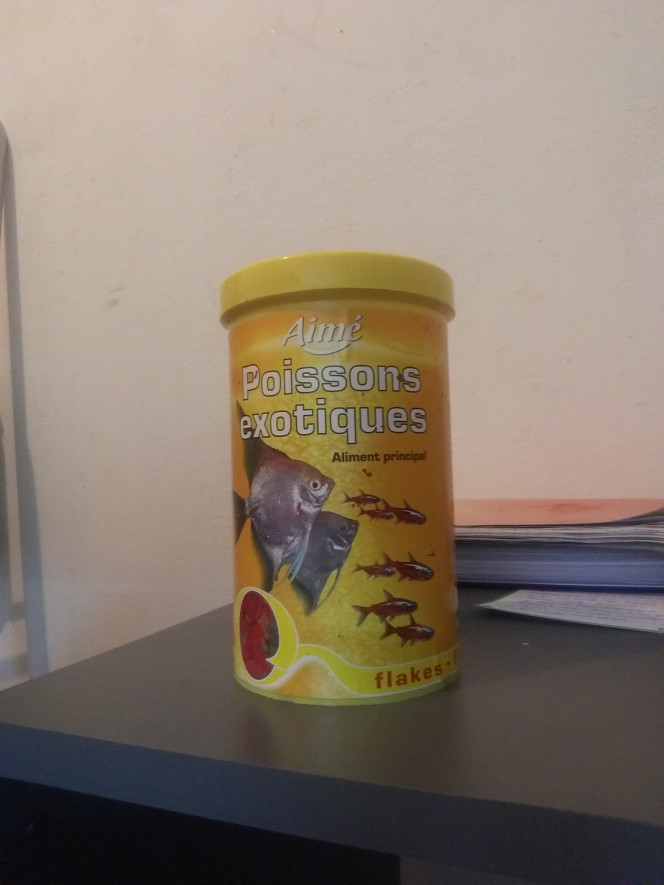 Aimé
Poissons
exotiques
Aliment principal
flakes